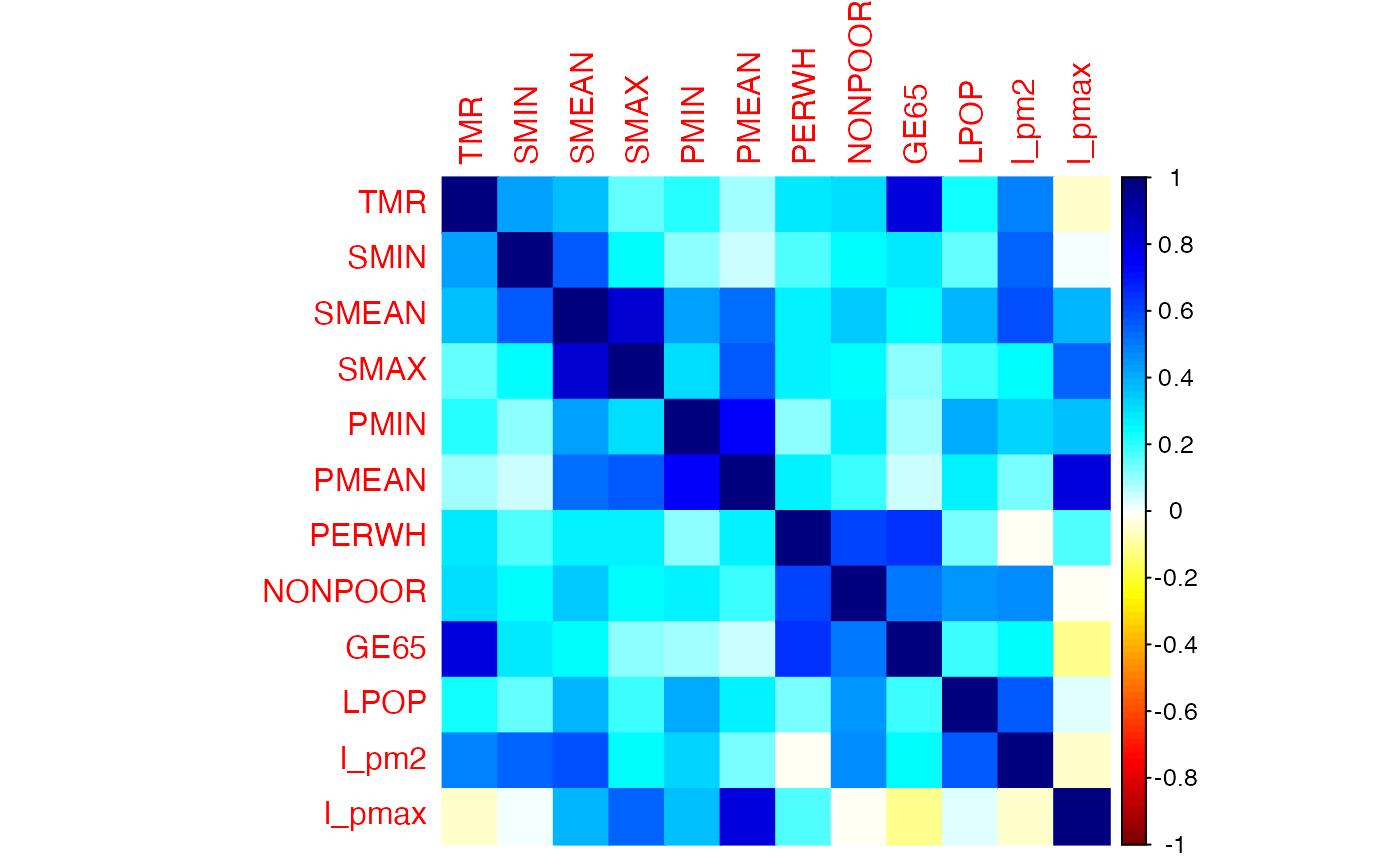 TMR
SMIN
SMEAN
SMAX
PMIN
PMEAN
PERWH
NONPOOR
GE65
LPOP
l_pm2
l_pmax
TMR
SMIN
SMEAN
SMAX
PMIN
PMEAN
PERWH
NONPOOR
GE65
LPOP
l_pm2
l_pmax
1
0.8
0.6
0.4
0.2
0
-0.2
-0.4
-0.6
-0.8
-1